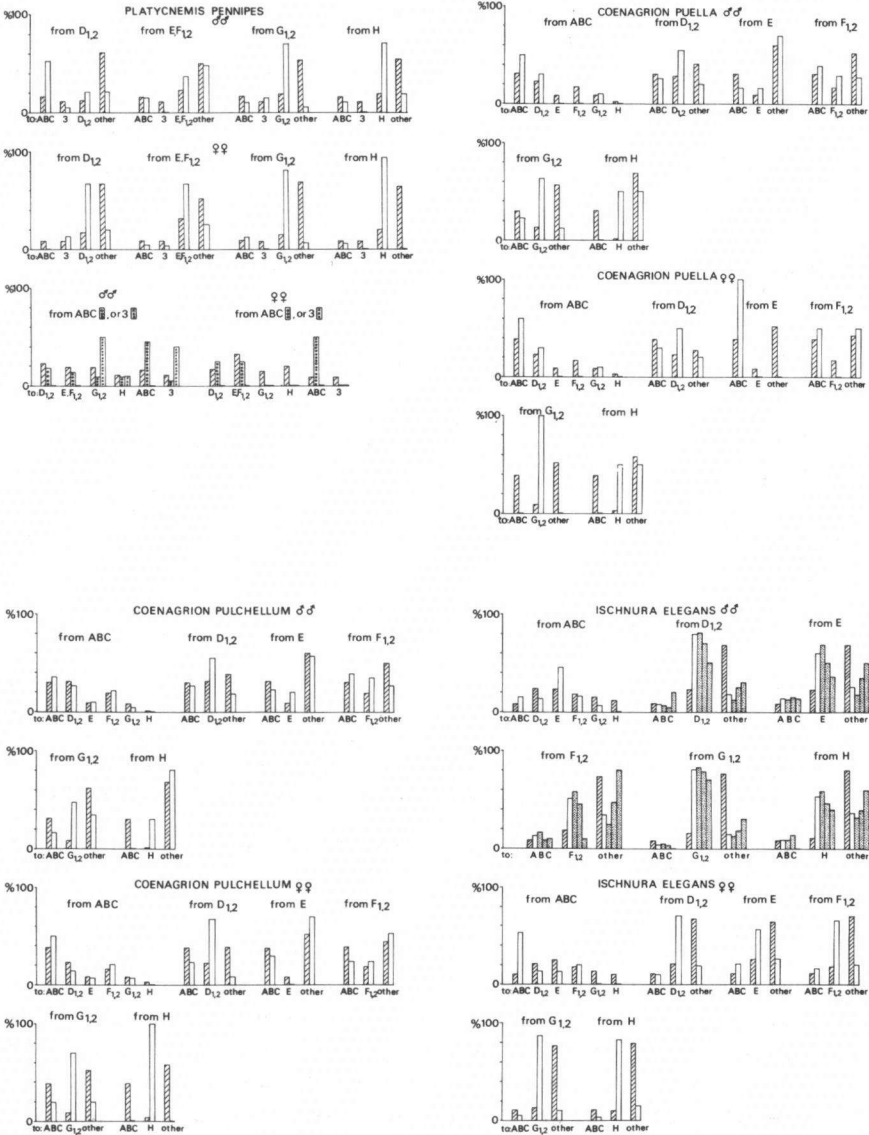 PLATYCNEMIS PENNIPES
♂♂
%100
from D1,2 from E,F1,2 from G1,2 from H
0
to: ABC 3 D1,2 other ABC 3 E,F1,2 other ABC 3 G1,2 other ABC 3 H other
♀♀
%100
from D1,2 from E,F1,2 from G1,2 from H
0
to: ABC 3 D1,2 other ABC 3 E,F1,2 other ABC 3 G1,2 other ABC 3 H other
♂♂ ♀♀
%100
from ABC , or 3 from ABC , or 3
0
to: D1,2 E,F1,2 G1,2 H ABC 3 D1,2 E,F1,2 G1,2 H ABC 3
COENAGRION PUELLA ♂♂
%100
from ABC from D1,2 from E from F1,2
0
to: ABC D1,2 E F1,2 G1,2 H ABC D1,2 other ABC E other ABC F1,2 other
%100
from G1,2 from H
0
to: ABC G1,2 other ABC H other
COENAGRION PUELLA ♀♀
%100
from ABC from D1,2 from E from F1,2
0
to: ABC D1,2 E F1,2 G1,2 H ABC D1,2 other ABC E other ABC F1,2 other
%100
from G1,2 from H
0
to: ABC G1,2 other ABC H other
COENAGRION PULCHELLUM ♂♂
%100
from ABC from D1,2 from E from F1,2
0
to: ABC D1,2 E F1,2 G1,2 H ABC D1,2 other ABC E other ABC F1,2 other
%100
from G1,2 from H
0
to: ABC G1,2 other ABC H other
COENAGRION PULCHELLUM ♀♀
%100
from ABC from D1,2 from E from F1,2
0
to: ABC D1,2 E F1,2 G1,2 H ABC D1,2 other ABC E other ABC F1,2 other
%100
from G1,2 from H
0
to: ABC G1,2 other ABC H other
ISCHNURA ELEGANS ♂♂
%100
from ABC from D1,2 from E
0
to: ABC D1,2 E F1,2 G1,2 H ABC D1,2 other ABC E other
%100
from F1,2 from G1,2 from H
0
to: ABC F1,2 other ABC G1,2 other ABC H other
ISCHNURA ELEGANS ♀♀
%100
from ABC from D1,2 from E from F1,2
0
to: ABC D1,2 E F1,2 G1,2 H ABC D1,2 other ABC E other ABC F1,2 other
%100
from G1,2 from H
0
to: ABC G1,2 other ABC H other